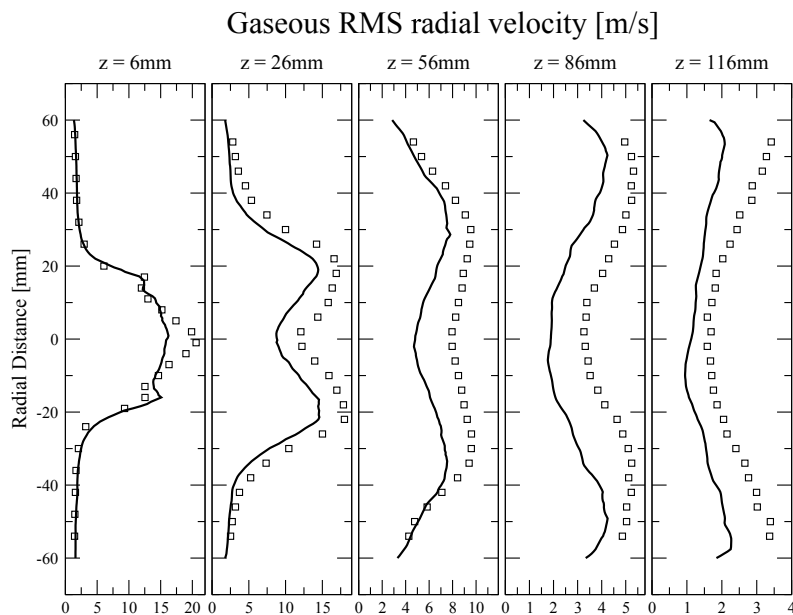 Gaseous RMS radial velocity [m/s]
z = 6mm z = 26mm z = 56mm z = 86mm z = 116mm
Radial Distance [mm]
60
40
20
0
-20
-40
-60
0 5 10 15 20 0 5 10 15 2 4 6 8 10 0 1 2 3 4 5 0 1 2 3 4